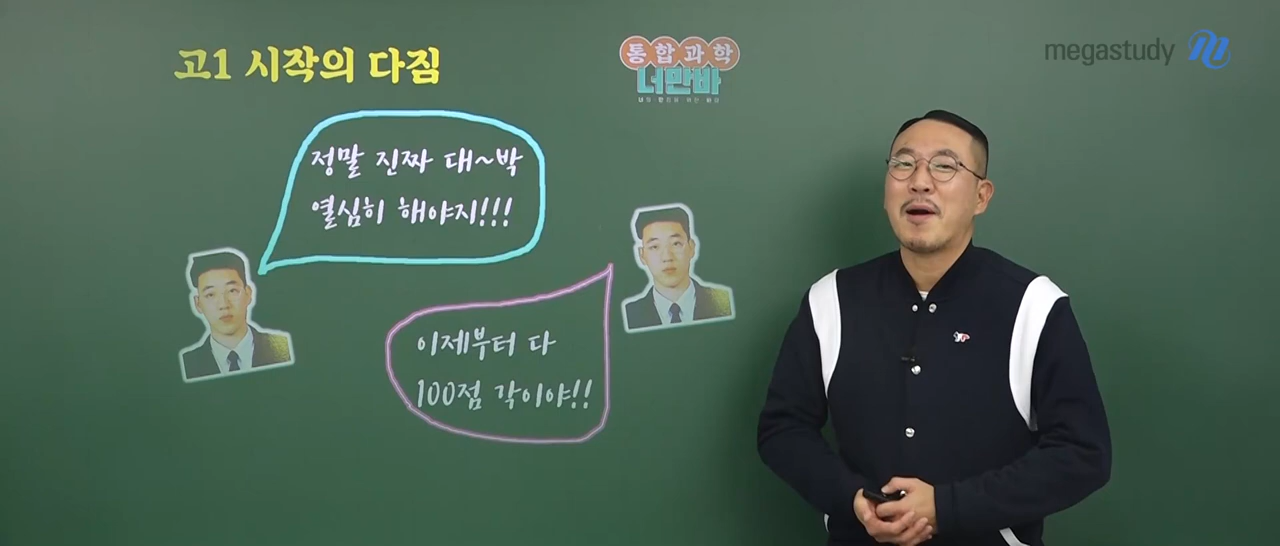 고1 시작의 다짐
통합과학
너만바
megastudy
정말 진짜 대~박
열심히 해야지!!!
이제부터 다
100점 각이야!!